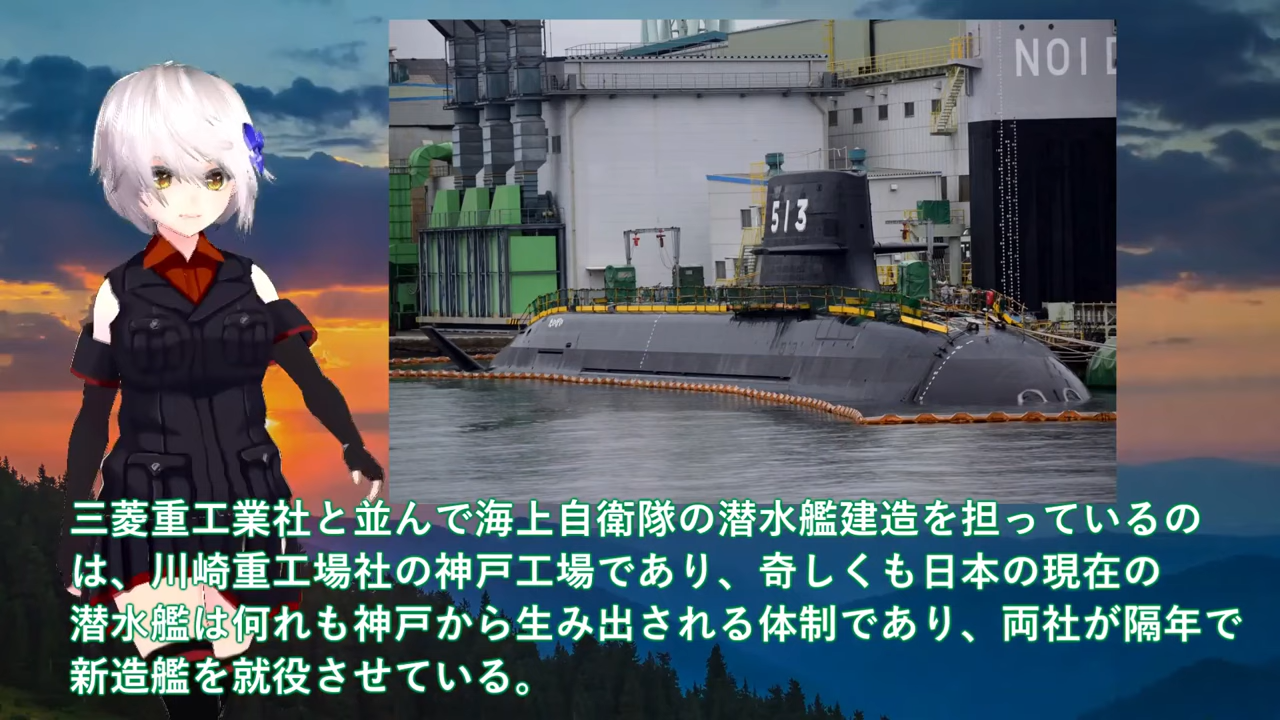 NOID
513
三菱重工業社と並んで海上自衛隊の潜水艦建造を担っているの
は、川崎重工場社の神戸工場であり、奇しくも日本の現在の
潜水艦は何れも神戸から生み出される体制であり、両社が隔年で
新造艦を就役させている。